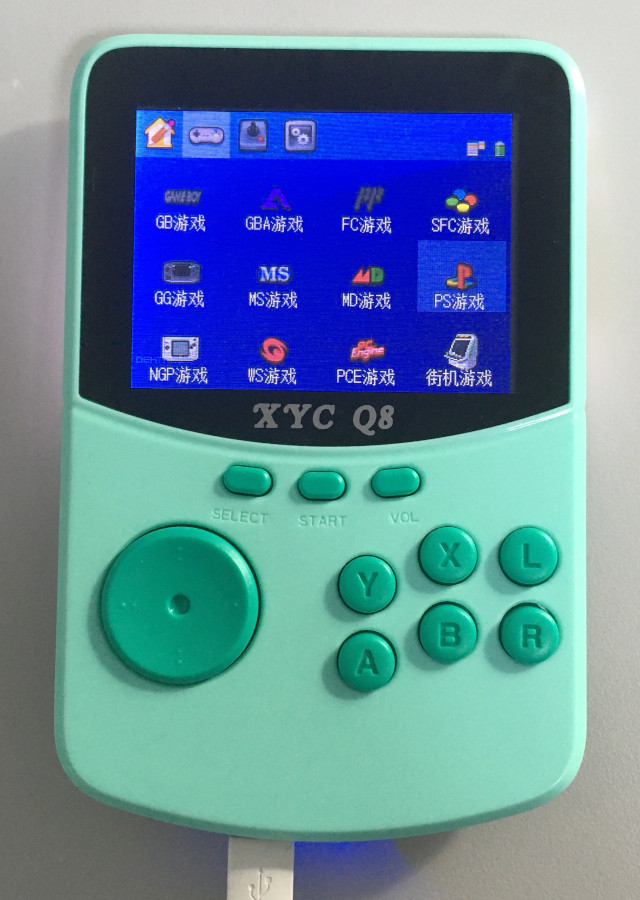 GAME BOY
GB游戏 GBA游戏 FC游戏 SFC游戏
MS MD
GG游戏 MS游戏 MD游戏 PS游戏
PC Engine
NGP游戏 WS游戏 PCE游戏 街机游戏
XYC Q8
SELECT START VOL
X L
Y
B R
A